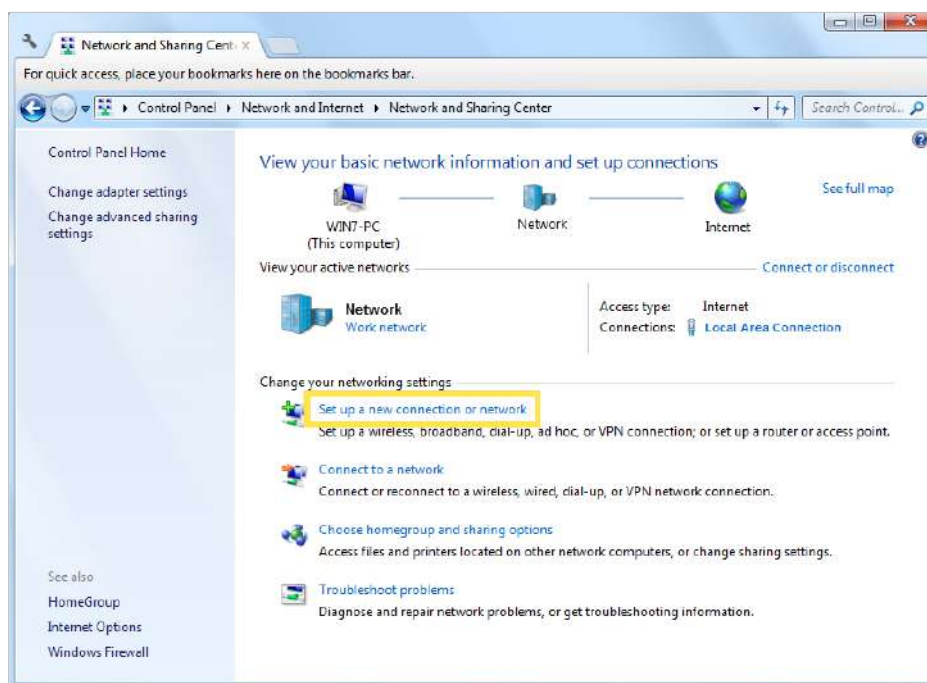 Network and Sharing Cent
For quick access, place your bookmarks here on the bookmarks bar.
Control Panel Network and Internet Network and Sharing Center
Search Control...
Control Panel Home
Change adapter settings
Change advanced sharing
settings
View your basic network information and set up connections
See full map
WIN7-PC
(This computer)
Network
Internet
View your active networks
Connect or disconnect
Network
Work network
Access type: Internet
Connections: Local Area Connection
Change your networking settings
Set up a new connection or network
Set up a wireless, broadband, dial-up, ad hoc, or VPN connection; or set up a router or access point.
Connect to a network
Connect or reconnect to a wireless, wired, dial-up, or VPN network connection.
Choose homegroup and sharing options
Access files and printers located on other network computers, or change sharing settings.
Troubleshoot problems
Diagnose and repair network problems, or get troubleshooting information.
See also
HomeGroup
Internet Options
Windows Firewall